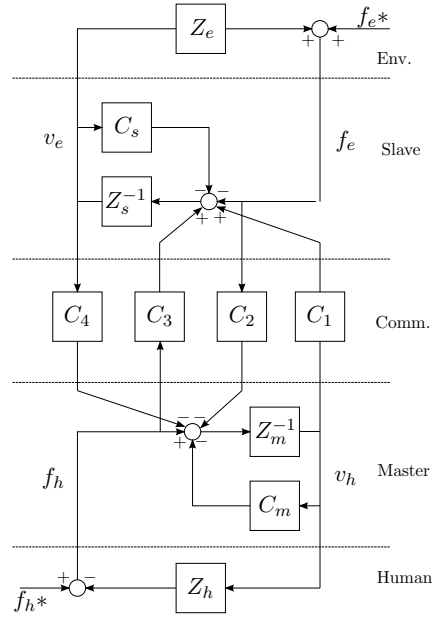 f_e*
Z_e
+ +
Env.
C_s
v_e
f_e
Slave
− −
Z_s^{-1}
+ +
C_4
C_3
C_2
C_1
Comm.
− −
+ −
Z_m^{-1}
f_h
v_h
Master
C_m
+ −
Z_h
Human
f_h*